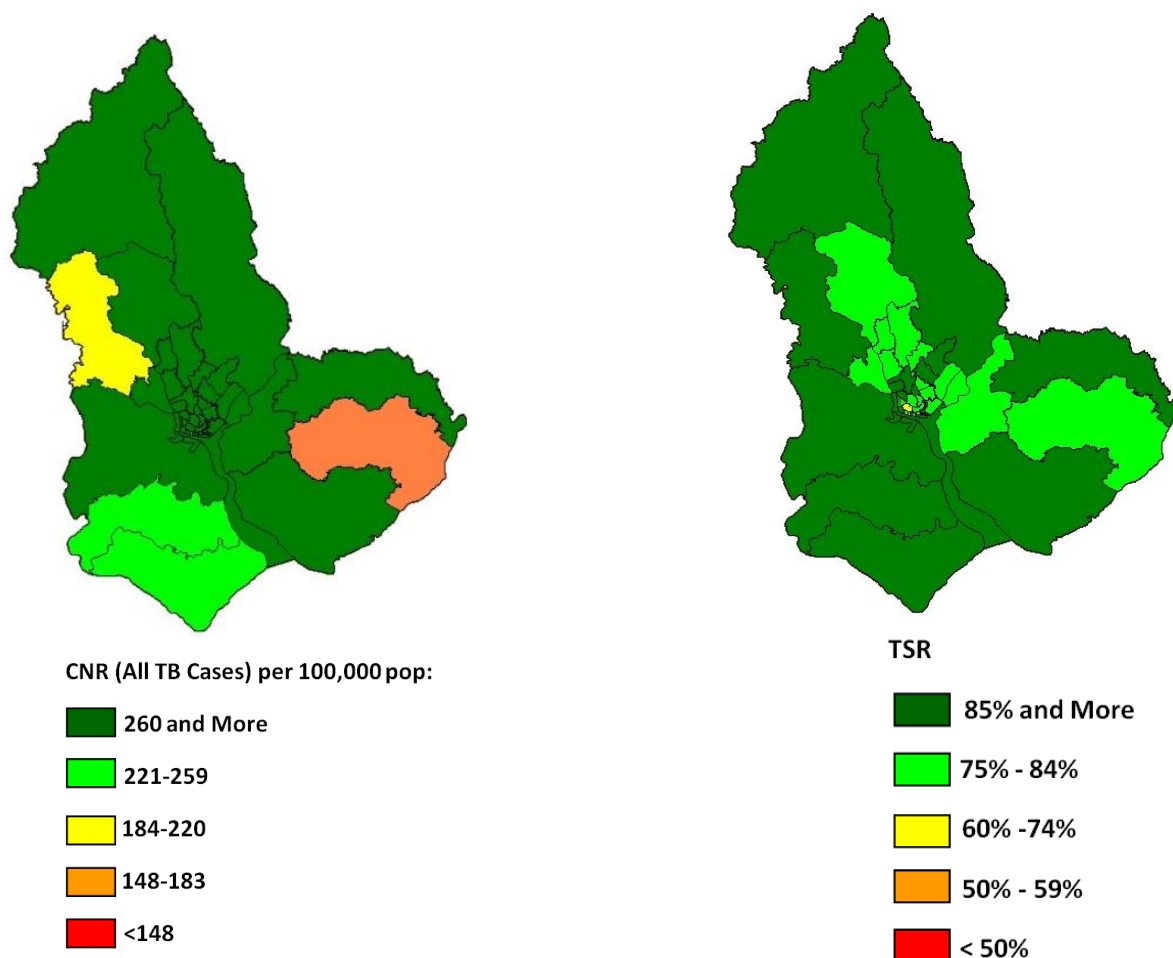 CNR (All TB Cases) per 100,000 pop:
260 and More
221-259
184-220
148-183
<148
TSR
85% and More
75% - 84%
60% -74%
50% - 59%
< 50%